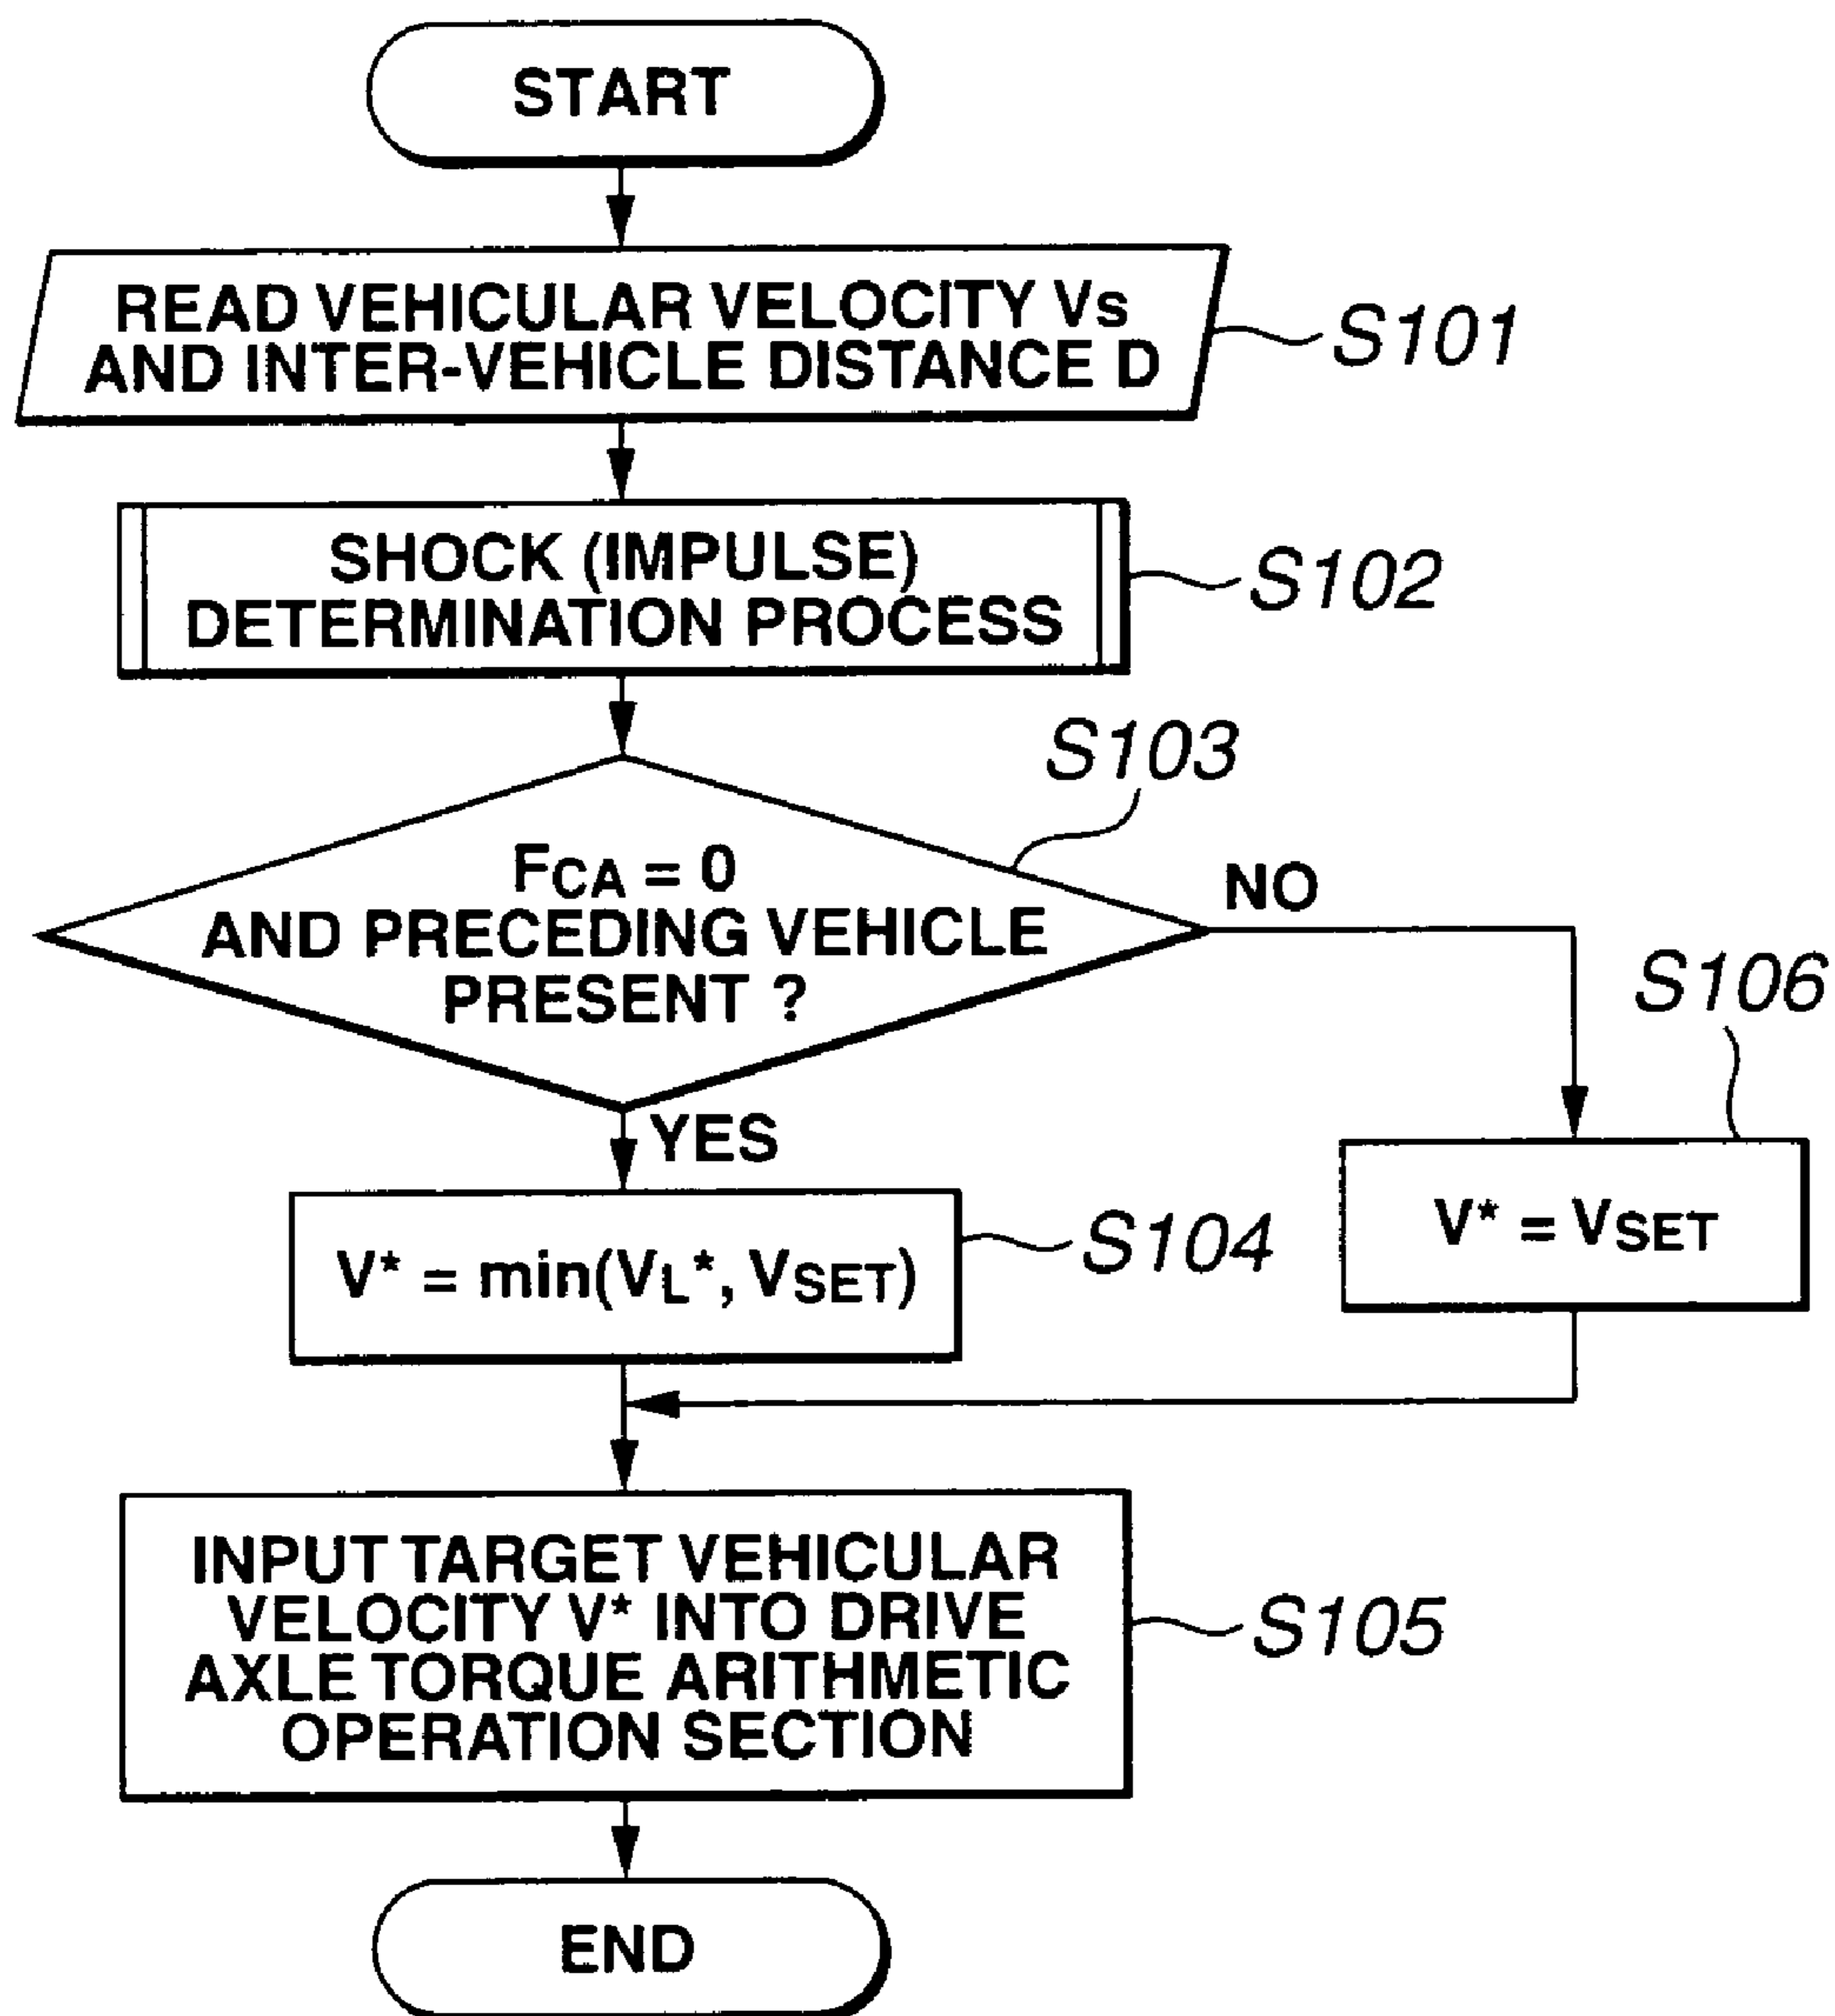 START
READ VEHICULAR VELOCITY Vs
AND INTER-VEHICLE DISTANCE D
S101
SHOCK (IMPULSE)
DETERMINATION PROCESS
S102
S103
FCA = 0
AND PRECEDING VEHICLE
PRESENT ?
NO
YES
S106
V* = VSET
V* = min(VL*, VSET)
S104
INPUT TARGET VEHICULAR
VELOCITY V* INTO DRIVE
AXLE TORQUE ARITHMETIC
OPERATION SECTION
S105
END